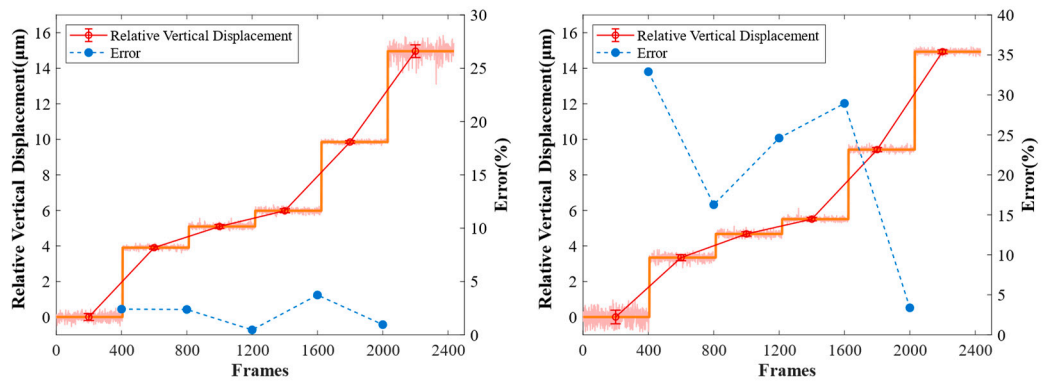 Relative Vertical Displacement(μm)
16
14
12
10
8
6
4
2
0
Relative Vertical Displacement
Error
30
25
20
15
10
5
0
Error(%)
0 400 800 1200 1600 2000 2400
Frames
Relative Vertical Displacement(μm)
16
14
12
10
8
6
4
2
0
Relative Vertical Displacement
Error
40
35
30
25
20
15
10
5
0
Error(%)
0 400 800 1200 1600 2000 2400
Frames